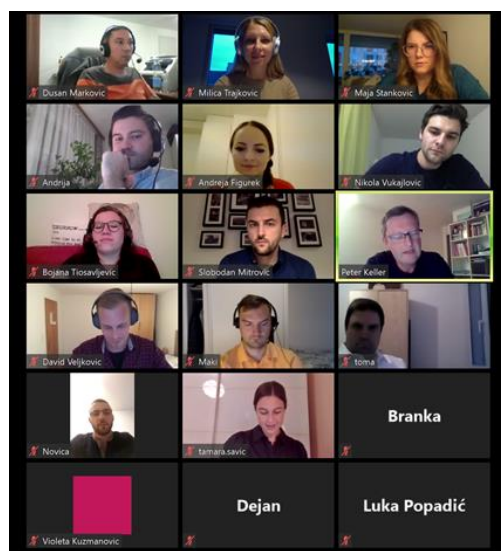 Dusan Markovic
Milica Trajkovic
Maja Stankovic
Andrija
Andreja Figurek
Nikola Vukajlovic
Bojana Tiosavljevic
Slobodan Mitrovic
Peter Keller
David Veljkovic
Maki
toma
Novica
tamara.savic
Branka
Violeta Kuzmanovic
Dejan
Luka Popadić